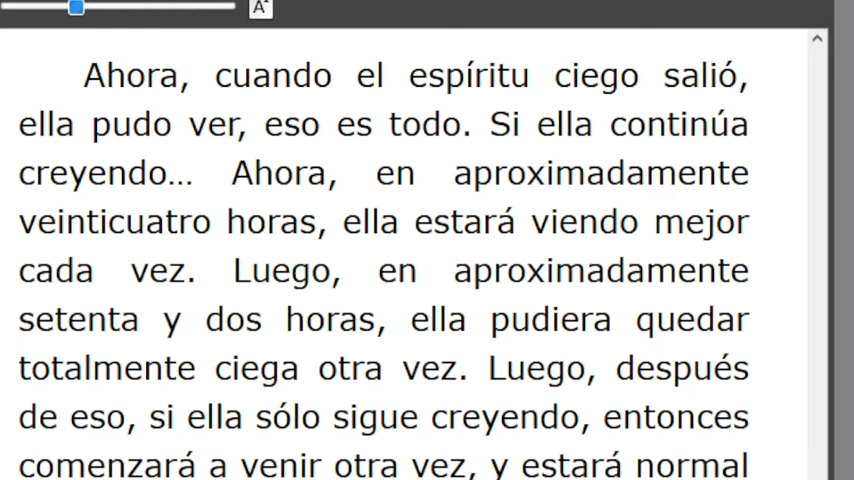 A
Ahora, cuando el espíritu ciego salió,
ella pudo ver, eso es todo. Si ella continúa
creyendo… Ahora, en aproximadamente
veinticuatro horas, ella estará viendo mejor
cada vez. Luego, en aproximadamente
setenta y dos horas, ella pudiera quedar
totalmente ciega otra vez. Luego, después
de eso, si ella sólo sigue creyendo, entonces
comenzará a venir otra vez, y estará normal